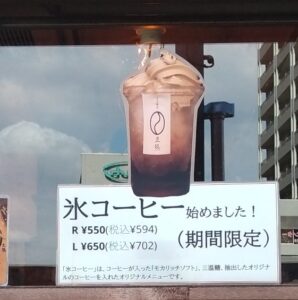 氷コーヒー始めました！
R ¥550(税込¥594)
L ¥650(税込¥702)
（期間限定）
「氷コーヒー」は、コーヒーが入った「モカリッチソフト」、三温糖、抽出したオリジナ
ルのコーヒーを入れたオリジナルメニューです。